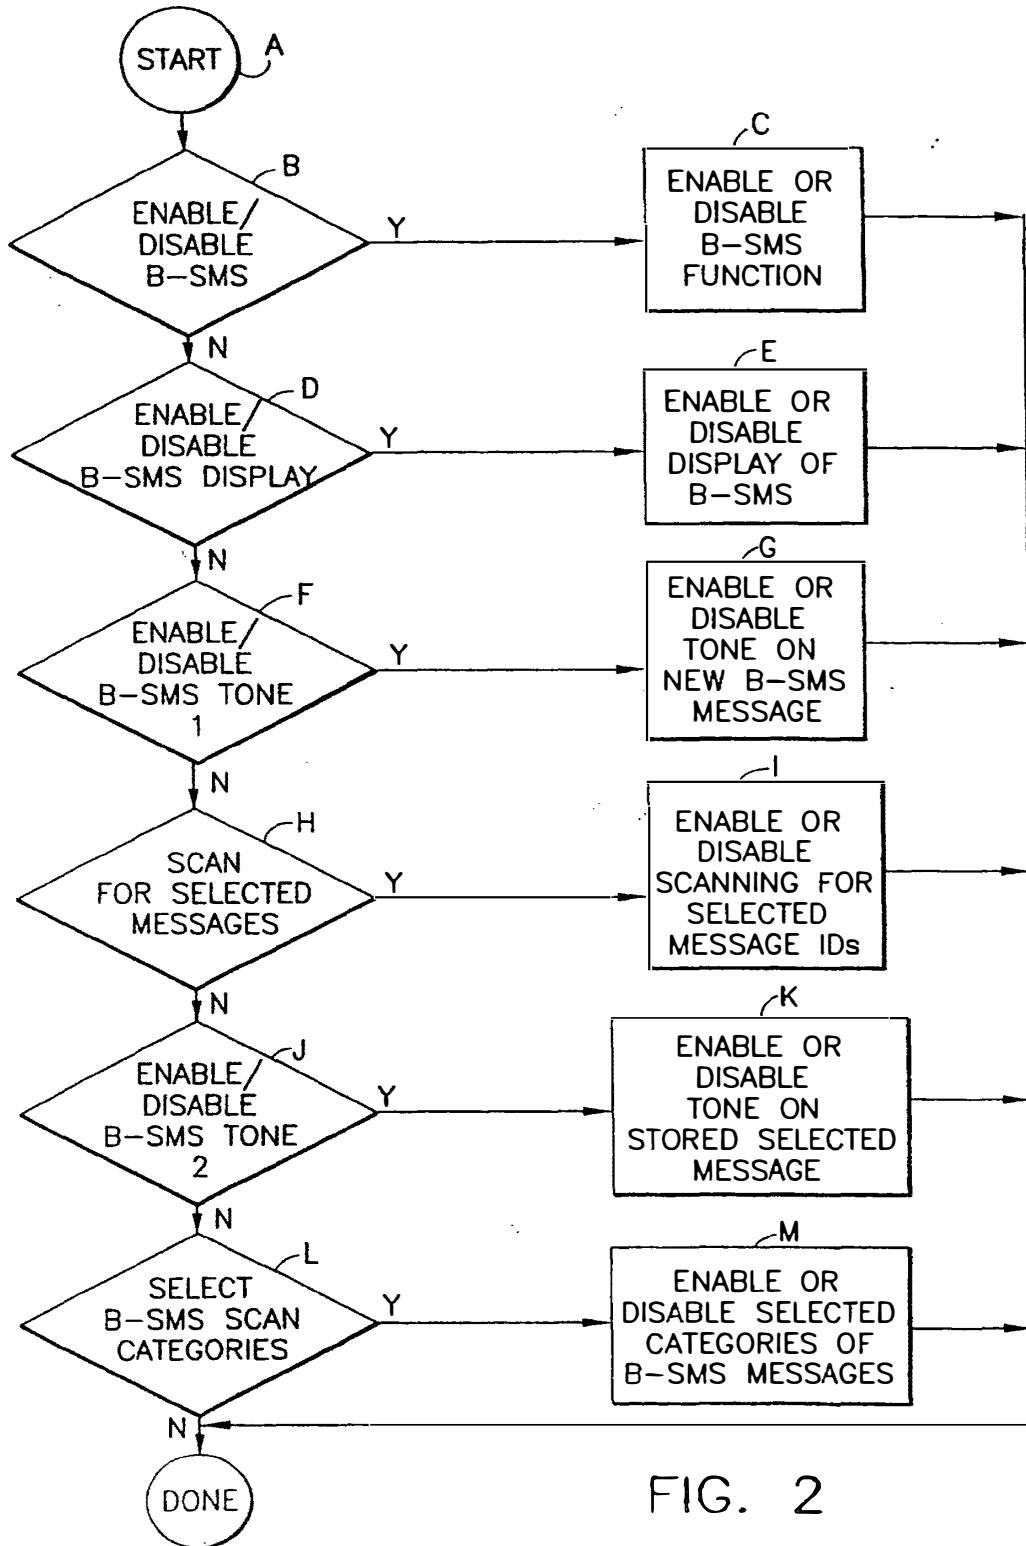 START
A
B
ENABLE/
DISABLE
B-SMS
Y
C
ENABLE OR
DISABLE
B-SMS
FUNCTION
N
D
ENABLE/
DISABLE
B-SMS DISPLAY
Y
E
ENABLE OR
DISABLE
DISPLAY OF
B-SMS
N
F
ENABLE/
DISABLE
B-SMS TONE
1
Y
G
ENABLE OR
DISABLE
TONE ON
NEW B-SMS
MESSAGE
N
H
SCAN
FOR SELECTED
MESSAGES
Y
I
ENABLE OR
DISABLE
SCANNING FOR
SELECTED
MESSAGE IDs
N
J
ENABLE/
DISABLE
B-SMS TONE
2
Y
K
ENABLE OR
DISABLE
TONE ON
STORED SELECTED
MESSAGE
N
L
SELECT
B-SMS SCAN
CATEGORIES
Y
M
ENABLE OR
DISABLE SELECTED
CATEGORIES OF
B-SMS MESSAGES
N
DONE
FIG. 2